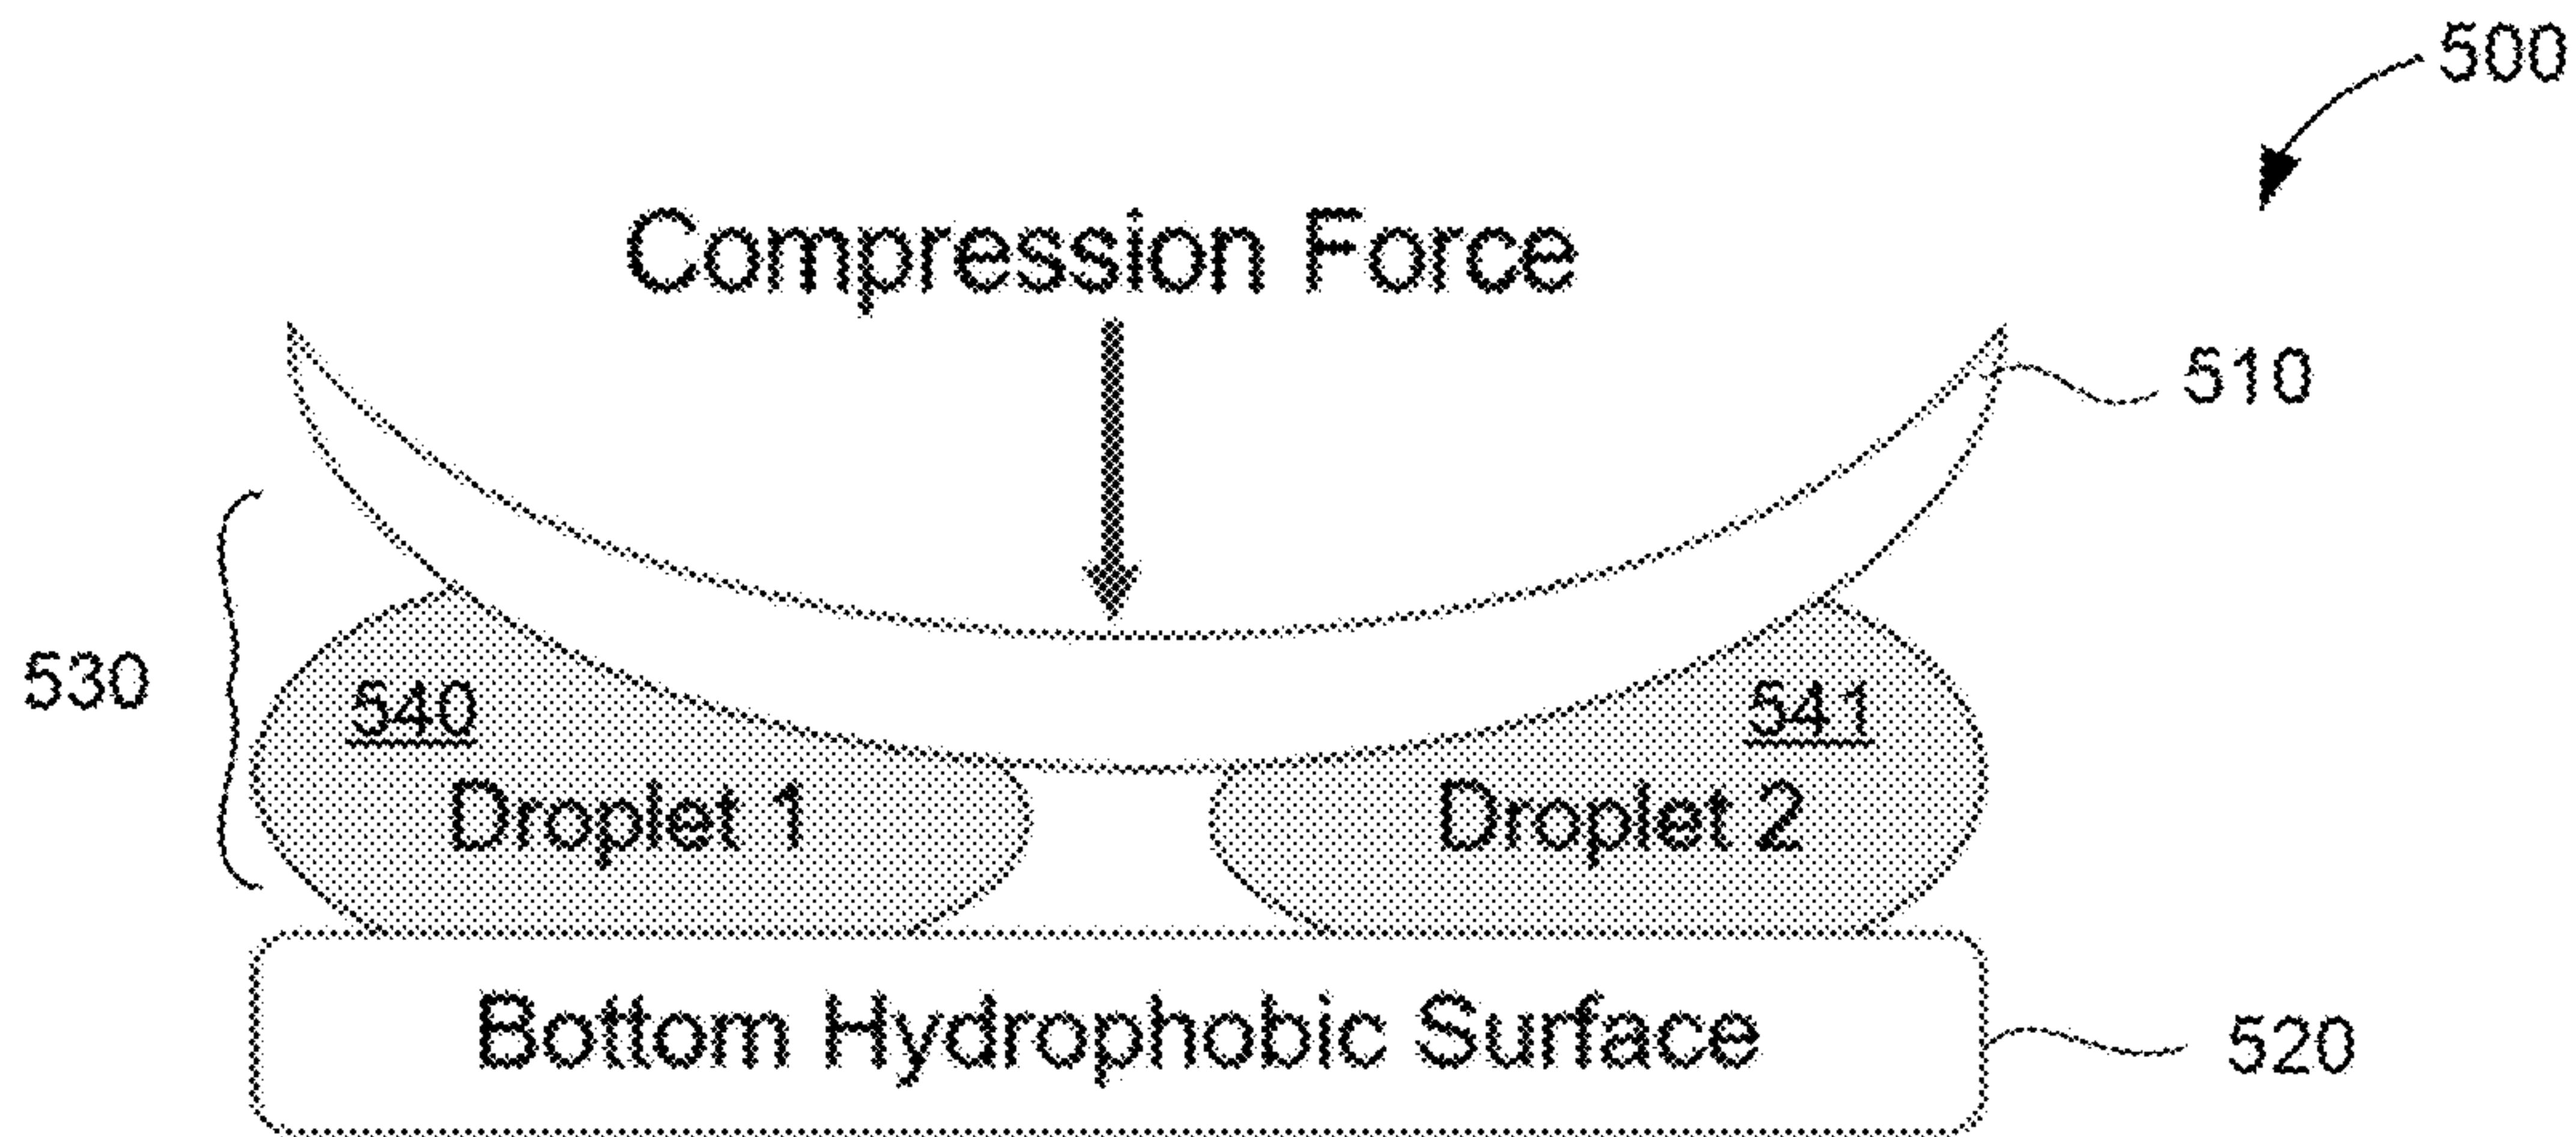 500
Compression Force
510
530
540
541
Droplet 1
Droplet 2
Bottom Hydrophobic Surface
520